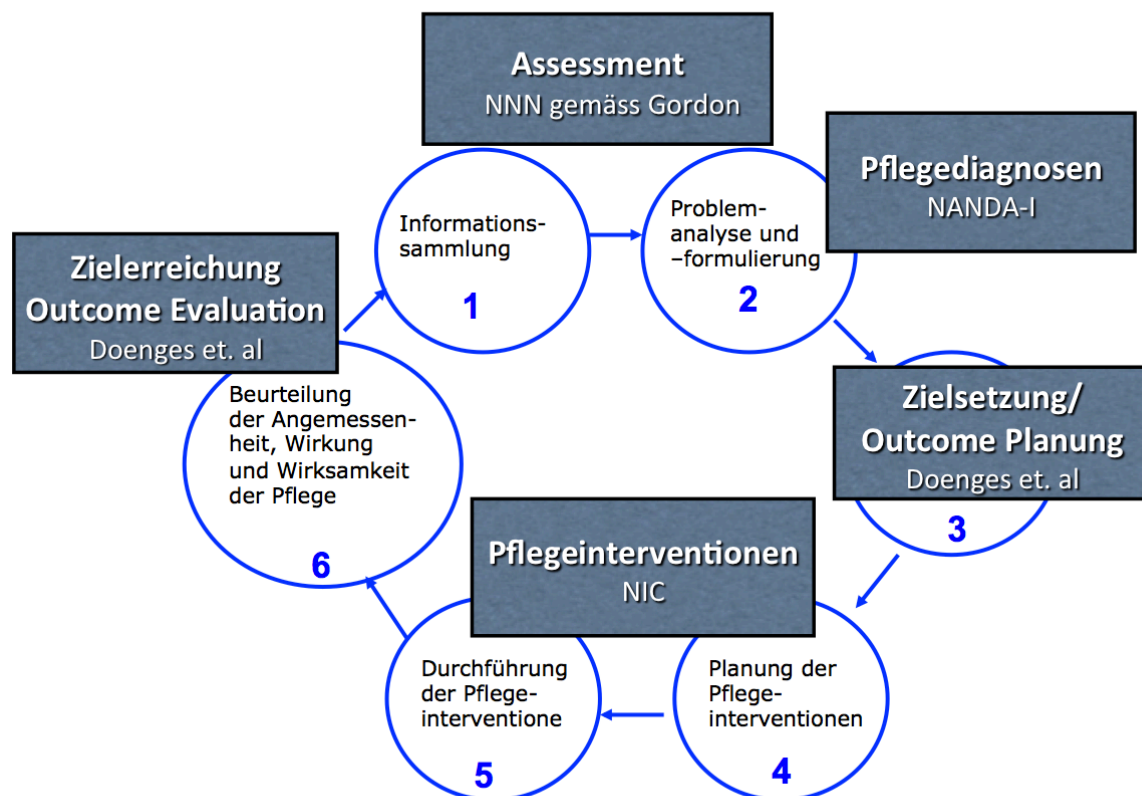 Assessment
NNN gemäss Gordon
Informations-
sammlung
1
Problem-
analyse und
–formulierung
2
Pflegediagnosen
NANDA-I
Zielsetzung/
Outcome Planung
Doenges et. al
3
Pflegeinterventionen
NIC
Planung der
Pflege-
interventionen
4
Durchführung
der Pflege-
interventione
5
Zielerreichung
Outcome Evaluation
Doenges et. al
Beurteilung
der Angemessen-
heit, Wirkung
und Wirksamkeit
der Pflege
6